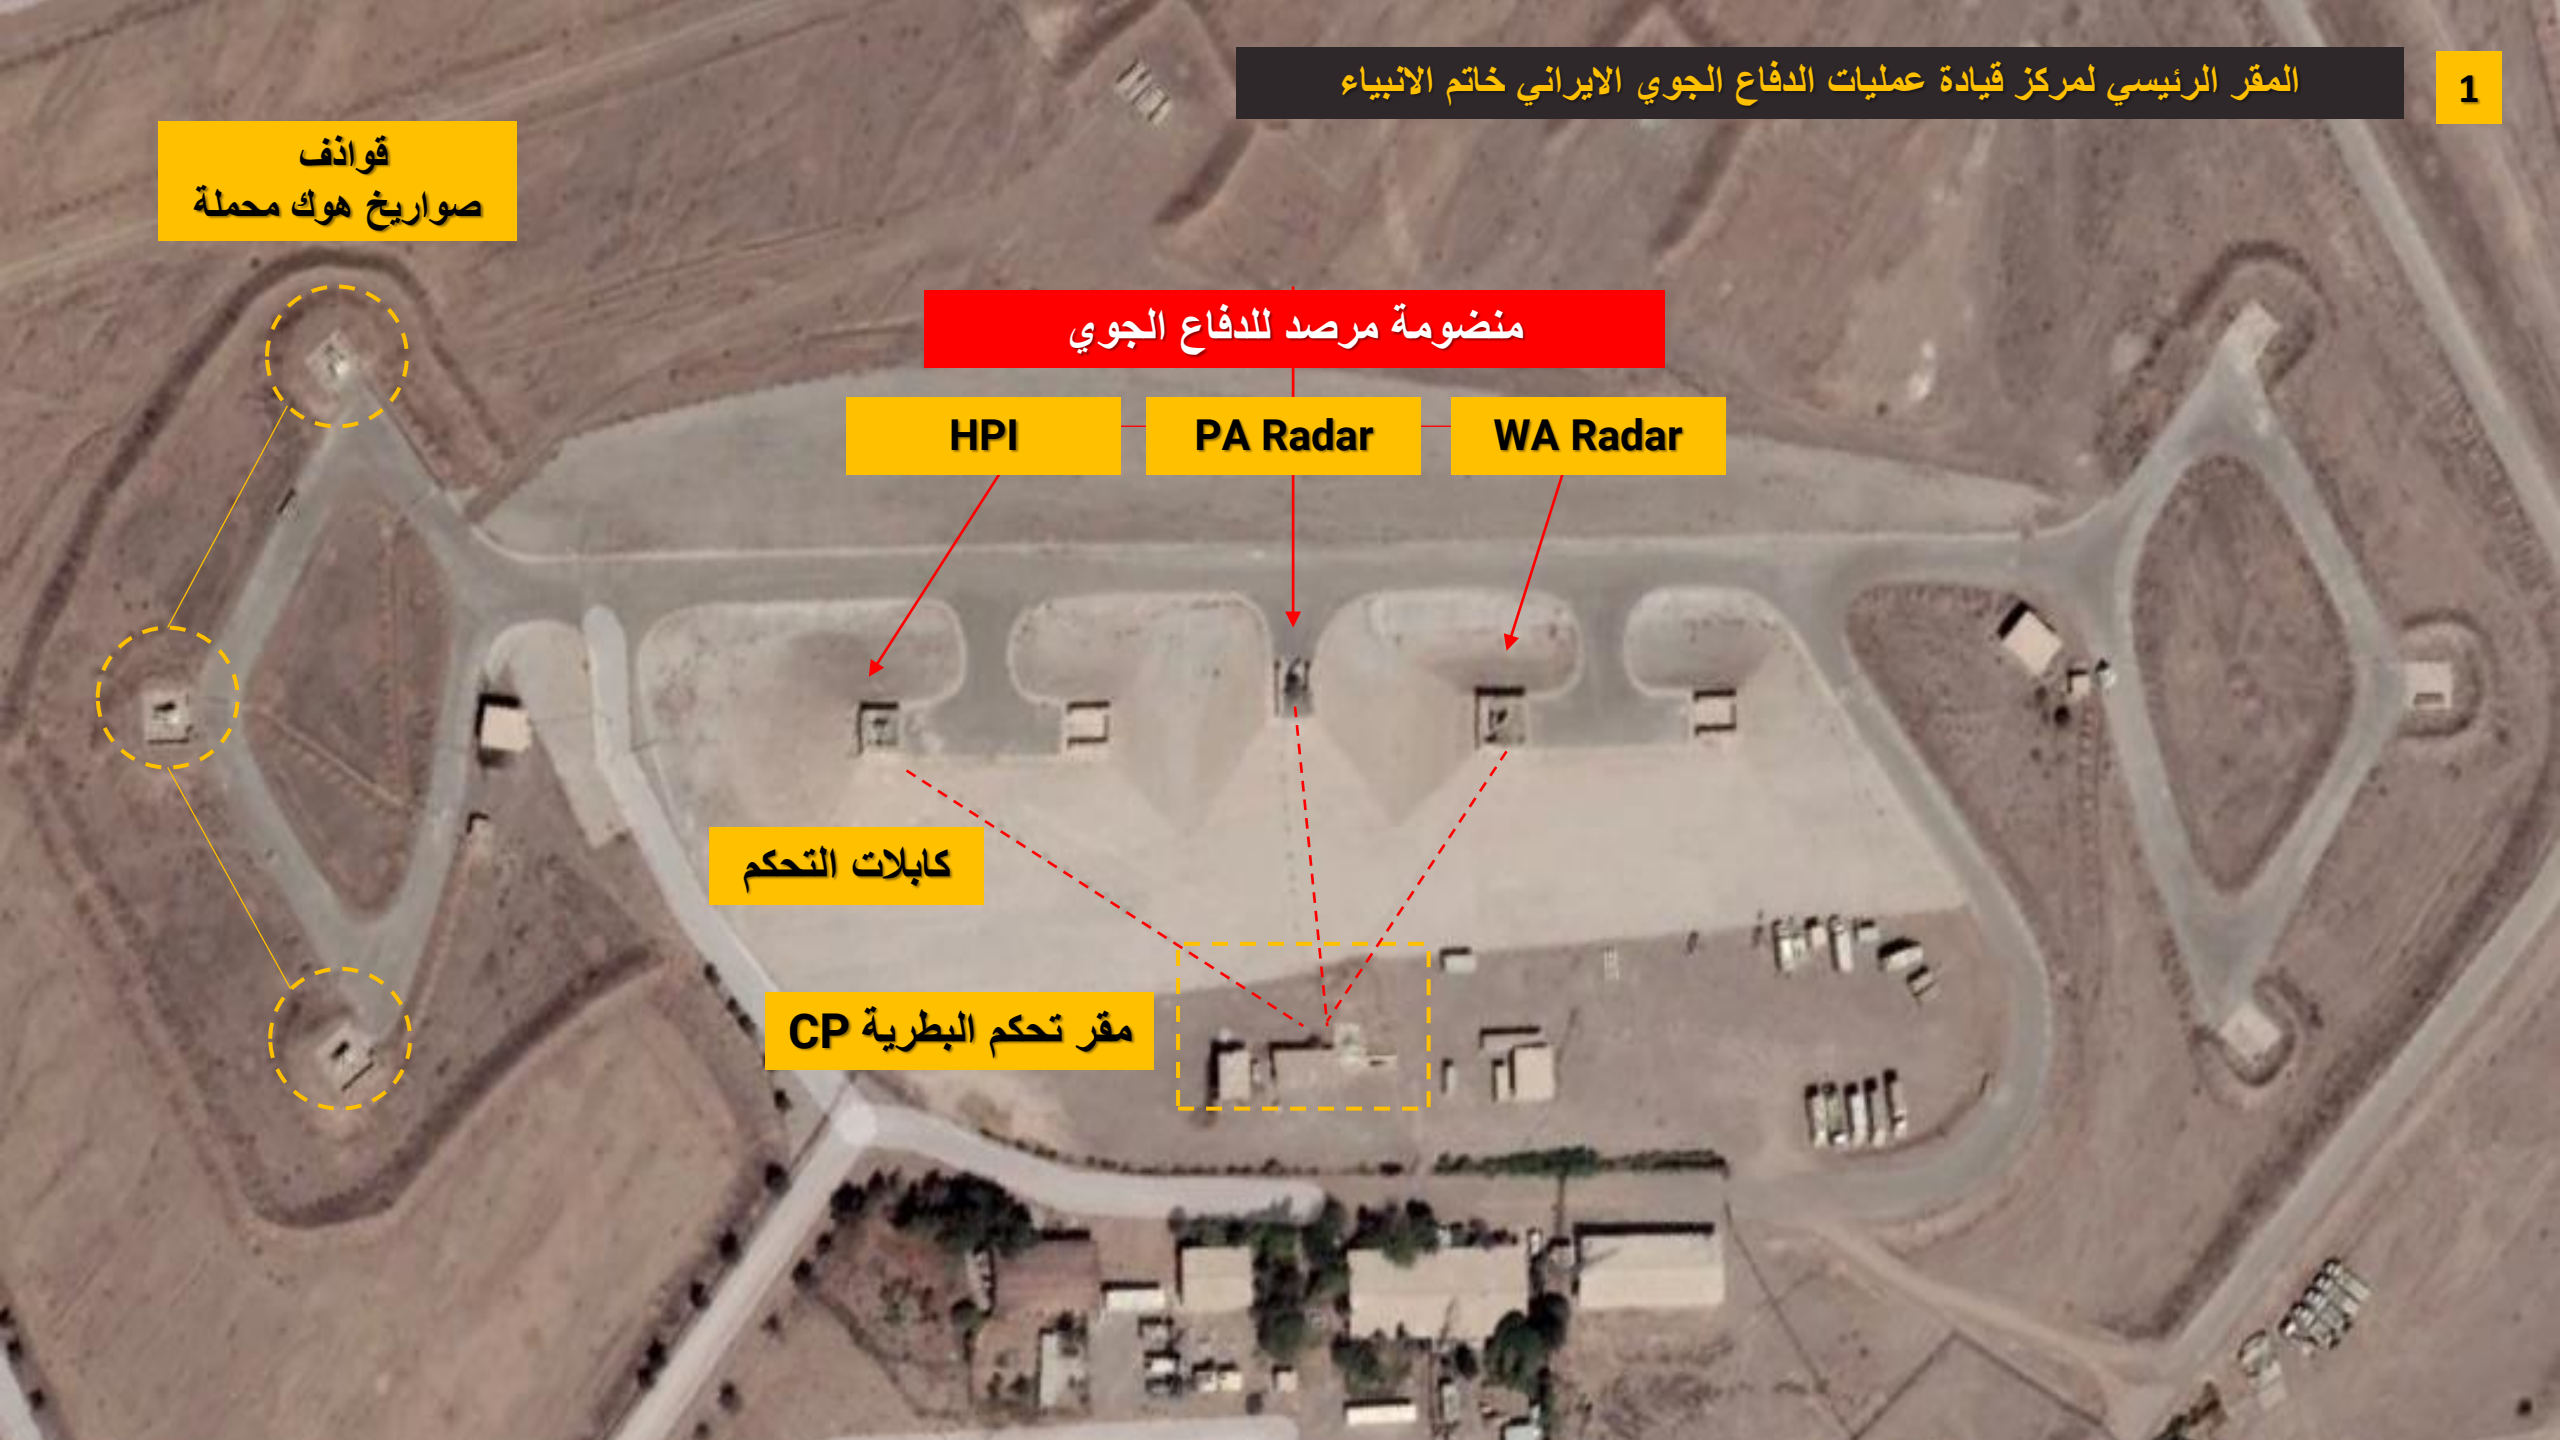 المقر الرئيسي لمركز قيادة عمليات الدفاع الجوي الايراني خاتم الانبياء
1
قواذف
صواريخ هوك محملة
منضومة مرصد للدفاع الجوي
HPI
PA Radar
WA Radar
كابلات التحكم
مقر تحكم البطرية CP